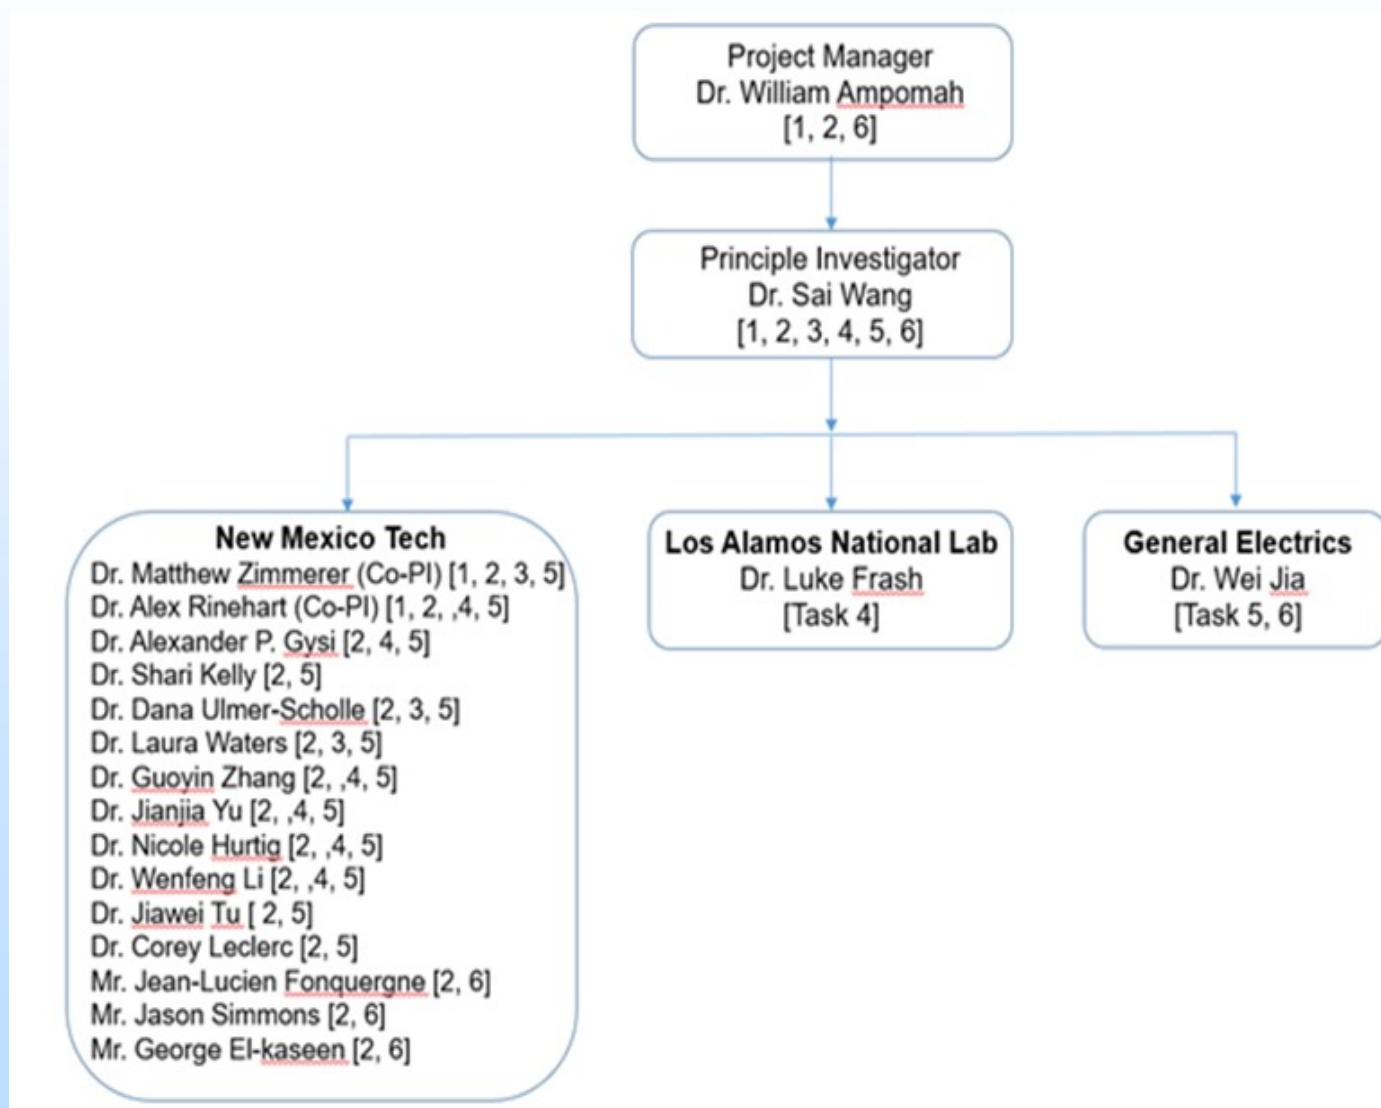 Project Manager
Dr. William Ampomah
[1, 2, 6]
Principle Investigator
Dr. Sai Wang
[1, 2, 3, 4, 5, 6]
New Mexico Tech
Dr. Matthew Zimmerer (Co-PI) [1, 2, 3, 5]
Dr. Alex Rinehart (Co-PI) [1, 2, ,4, 5]
Dr. Alexander P. Gysi [2, 4, 5]
Dr. Shari Kelly [2, 5]
Dr. Dana Ulmer-Scholle [2, 3, 5]
Dr. Laura Waters [2, 3, 5]
Dr. Guoyin Zhang [2, ,4, 5]
Dr. Jianjia Yu [2, ,4, 5]
Dr. Nicole Hurtig [2, ,4, 5]
Dr. Wenfeng Li [2, ,4, 5]
Dr. Jiawei Tu [ 2, 5]
Dr. Corey Leclerc [2, 5]
Mr. Jean-Lucien Fonquergne [2, 6]
Mr. Jason Simmons [2, 6]
Mr. George El-kaseen [2, 6]
Los Alamos National Lab
Dr. Luke Frash
[Task 4]
General Electrics
Dr. Wei Jia
[Task 5, 6]